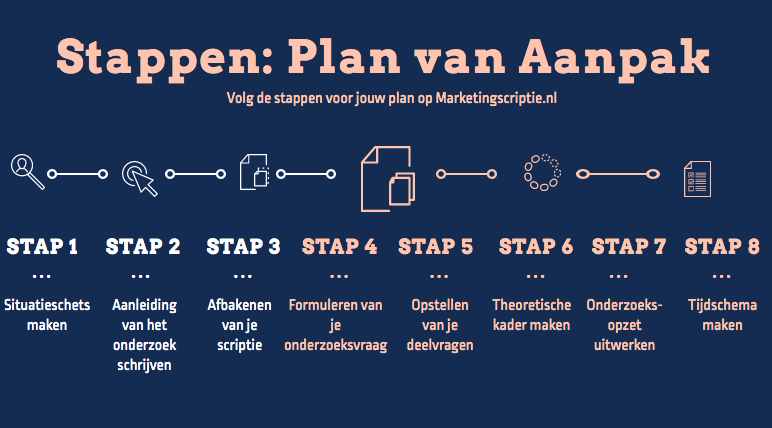 Stappen: Plan van Aanpak
Volg de stappen voor jouw plan op Marketingscriptie.nl
STAP 1
...
Situatieschets
maken
STAP 2
...
Aanleiding
van het
onderzoek
schrijven
STAP 3
...
Afbakenen
van je
scriptie
STAP 4
...
Formuleren van
je
onderzoeksvraag
STAP 5
...
Opstellen
van je
deelvragen
STAP 6
...
Theoretische
kader maken
STAP 7
...
Onderzoeks-
opzet
uitwerken
STAP 8
...
Tijdschema
maken